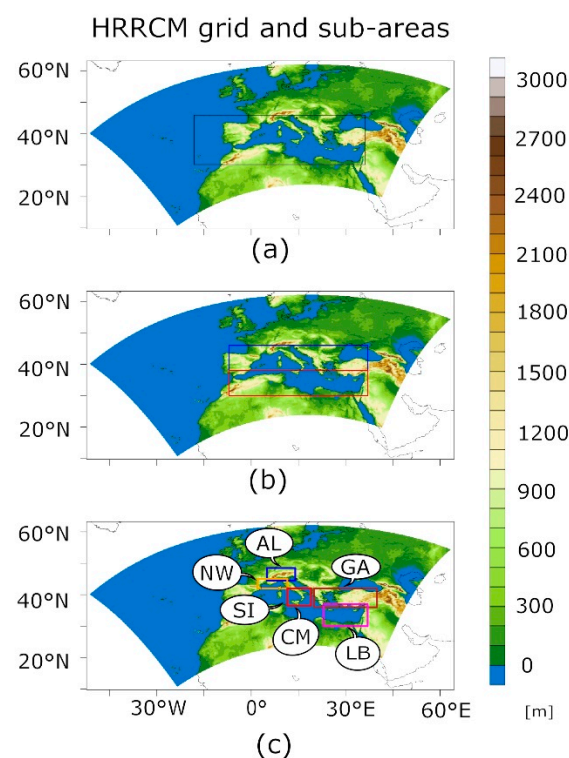 HRRCM grid and sub-areas
60°N
40°N
20°N
(a)
60°N
40°N
20°N
(b)
60°N
40°N
20°N
AL
NW
GA
SI
CM
LB
30°W 0° 30°E 60°E
(c)
3000
2700
2400
2100
1800
1500
1200
900
600
300
0
[m]